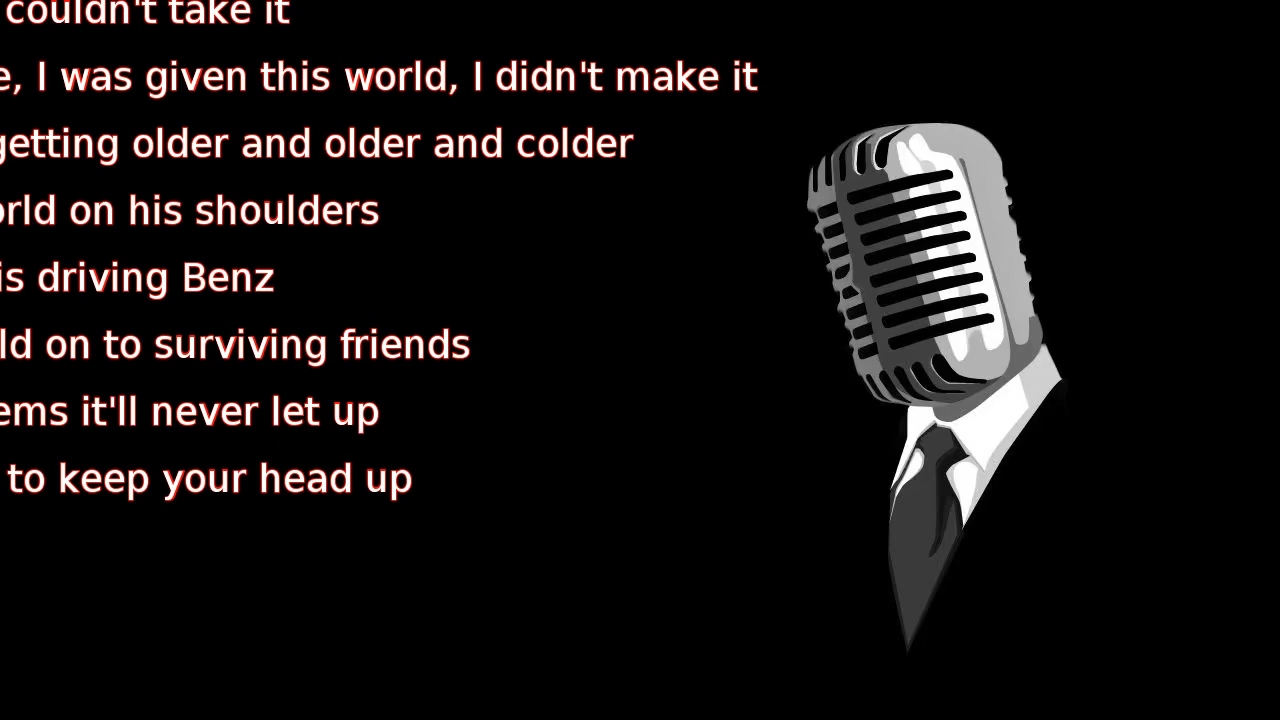 couldn't take it
e, I was given this world, I didn't make it
getting older and older and colder
orld on his shoulders
is driving Benz
ld on to surviving friends
ems it'll never let up
to keep your head up